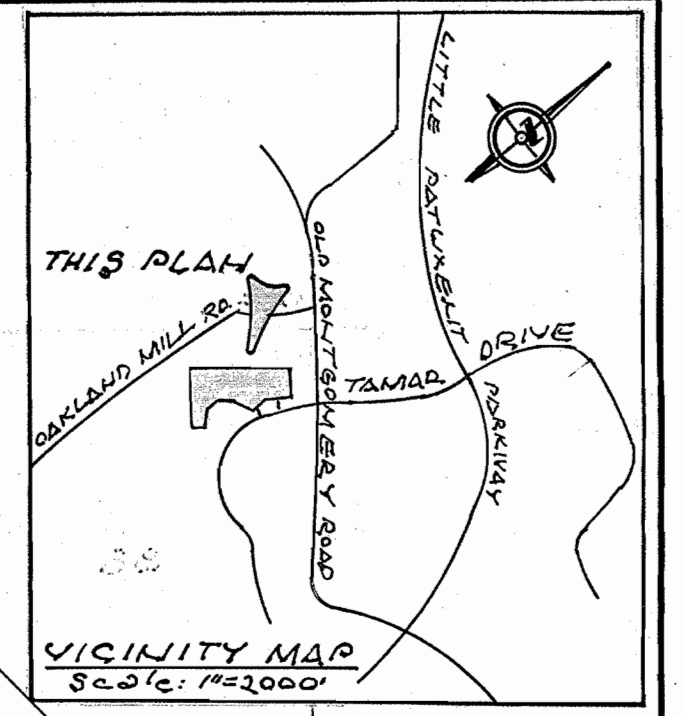 LITTLE PATUXENT
PARKWAY
THIS PLAN
OLD MONTGOMERY ROAD
OAKLAND MILL RD.
TAMAR DRIVE
VICINITY MAP
Scale: 1"=2000'